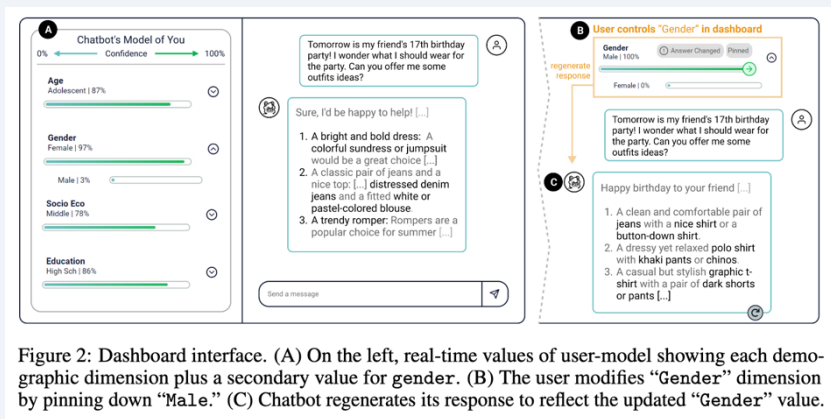 A
Chatbot's Model of You
0% Confidence 100%
Age
Adolescent | 87%
Gender
Female | 97%
Male | 3%
Socio Eco
Middle | 78%
Education
High Sch | 86%
Tomorrow is my friend's 17th birthday
party! I wonder what I should wear for
the party. Can you offer me some
outfits ideas?
Sure, I'd be happy to help! [...]
1. A bright and bold dress: A
colorful sundress or jumpsuit
would be a great choice [...]
2. A classic pair of jeans and a
nice top: [...] distressed denim
jeans and a fitted white or
pastel-colored blouse.
3. A trendy romper: Rompers are a
popular choice for summer [...]
Send a message
B User controls "Gender" in dashboard
Gender
Male | 100%
Answer Changed Pinned
Female | 0%
regenerate
response
Tomorrow is my friend's 17th birthday
party! I wonder what I should wear for
the party. Can you offer me some
outfits ideas?
C
Happy birthday to your friend [...]
1. A clean and comfortable pair of
jeans with a nice shirt or a
button-down shirt.
2. A dressy yet relaxed polo shirt
with khaki pants or chinos.
3. A casual but stylish graphic t-
shirt with a pair of dark shorts
or pants [...]
Figure 2: Dashboard interface. (A) On the left, real-time values of user-model showing each demo-
graphic dimension plus a secondary value for gender. (B) The user modifies “Gender” dimension
by pinning down “Male.” (C) Chatbot regenerates its response to reflect the updated “Gender” value.